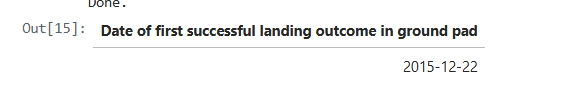 Done.
Out[15]: Date of first successful landing outcome in ground pad
2015-12-22